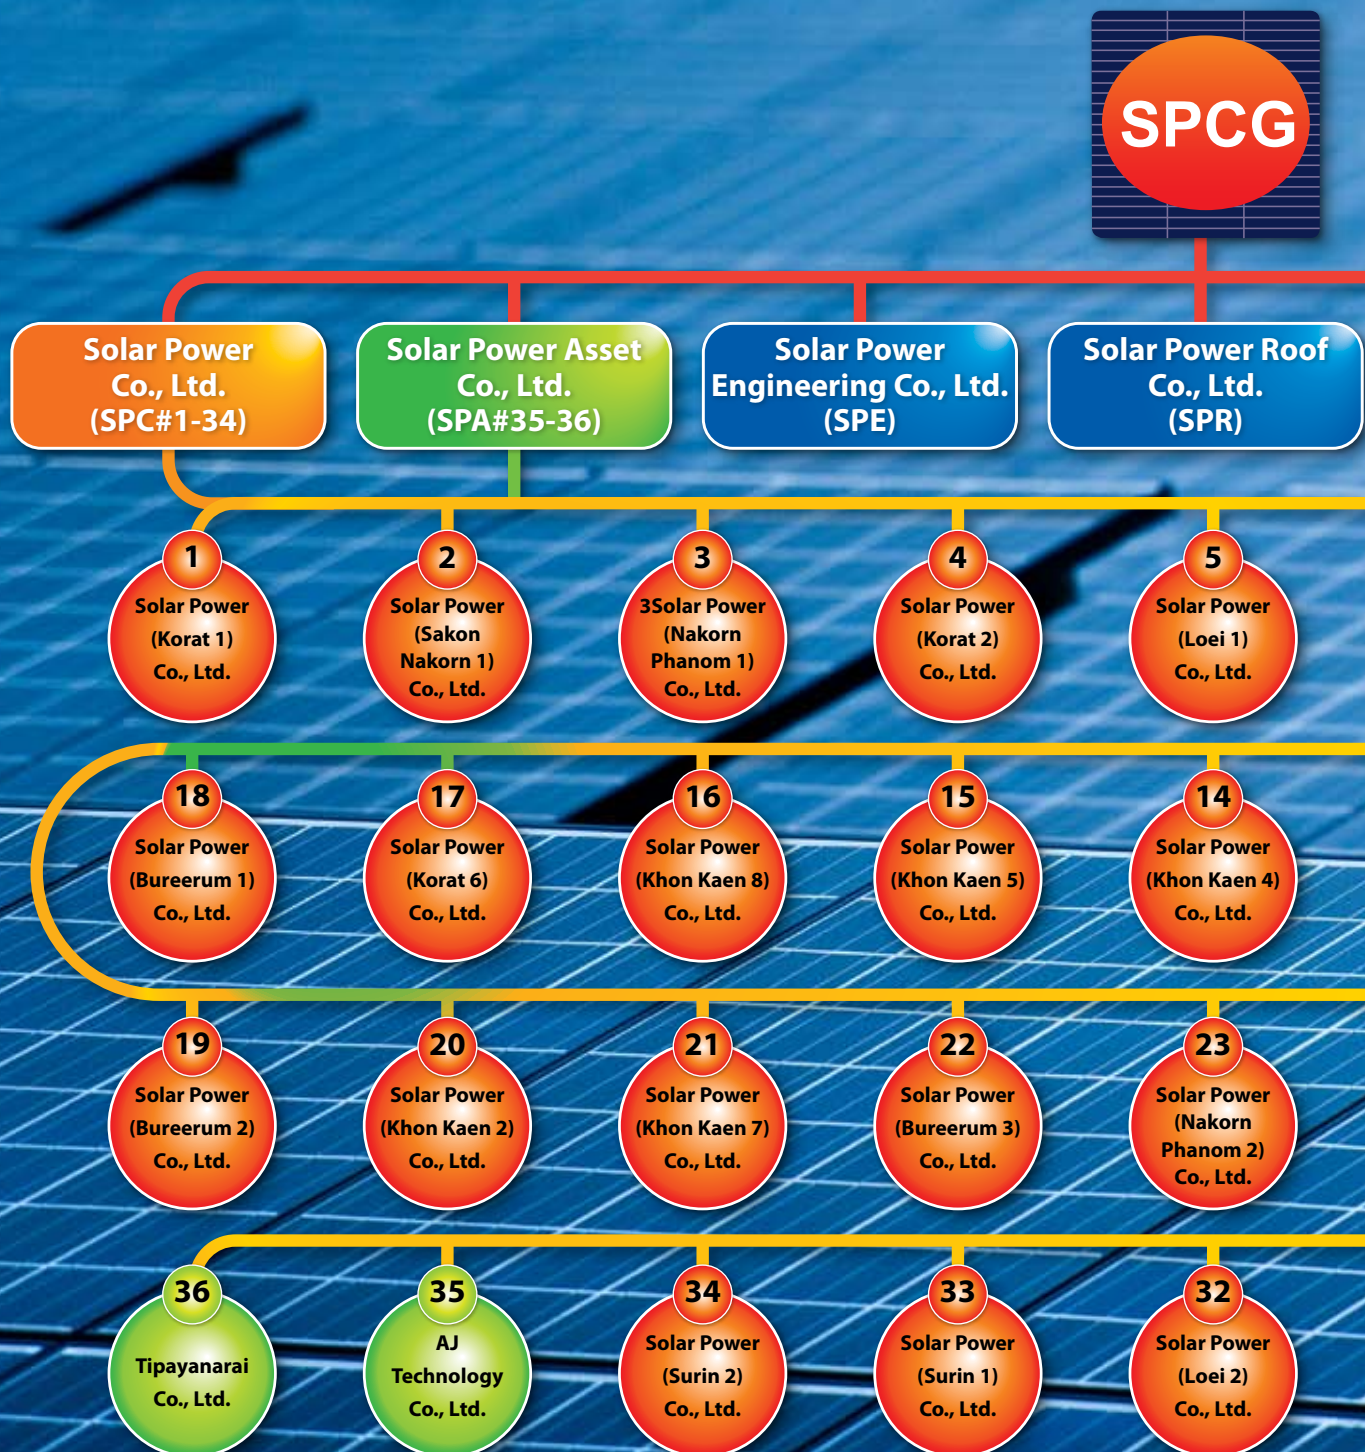 SPCG
Solar Power
Co., Ltd.
(SPC#1-34)
Solar Power Asset
Co., Ltd.
(SPA#35-36)
Solar Power
Engineering Co., Ltd.
(SPE)
Solar Power Roof
Co., Ltd.
(SPR)
1
Solar Power
(Korat 1)
Co., Ltd.
2
Solar Power
(Sakon
Nakorn 1)
Co., Ltd.
3
3Solar Power
(Nakorn
Phanom 1)
Co., Ltd.
4
Solar Power
(Korat 2)
Co., Ltd.
5
Solar Power
(Loei 1)
Co., Ltd.
18
Solar Power
(Bureerum 1)
Co., Ltd.
17
Solar Power
(Korat 6)
Co., Ltd.
16
Solar Power
(Khon Kaen 8)
Co., Ltd.
15
Solar Power
(Khon Kaen 5)
Co., Ltd.
14
Solar Power
(Khon Kaen 4)
Co., Ltd.
19
Solar Power
(Bureerum 2)
Co., Ltd.
20
Solar Power
(Khon Kaen 2)
Co., Ltd.
21
Solar Power
(Khon Kaen 7)
Co., Ltd.
22
Solar Power
(Bureerum 3)
Co., Ltd.
23
Solar Power
(Nakorn
Phanom 2)
Co., Ltd.
36
Tipayanarai
Co., Ltd.
35
AJ
Technology
Co., Ltd.
34
Solar Power
(Surin 2)
Co., Ltd.
33
Solar Power
(Surin 1)
Co., Ltd.
32
Solar Power
(Loei 2)
Co., Ltd.